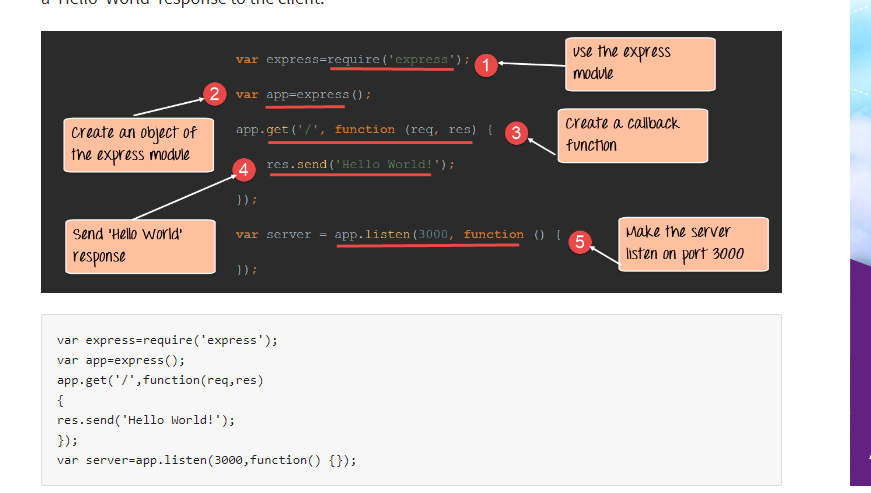 a 'Hello World' response to the client.
var express=require('express');
1
use the express
module
2
var app=express();
Create an object of
the express module
app.get('/', function (req, res) {
3
Create a callback
function
4
res.send('Hello World!');
});
Send 'Hello World'
response
var server = app.listen(3000, function () {
5
Make the server
listen on port 3000
});
var express=require('express');
var app=express();
app.get('/',function(req,res)
{
res.send('Hello World!');
});
var server=app.listen(3000,function() {});